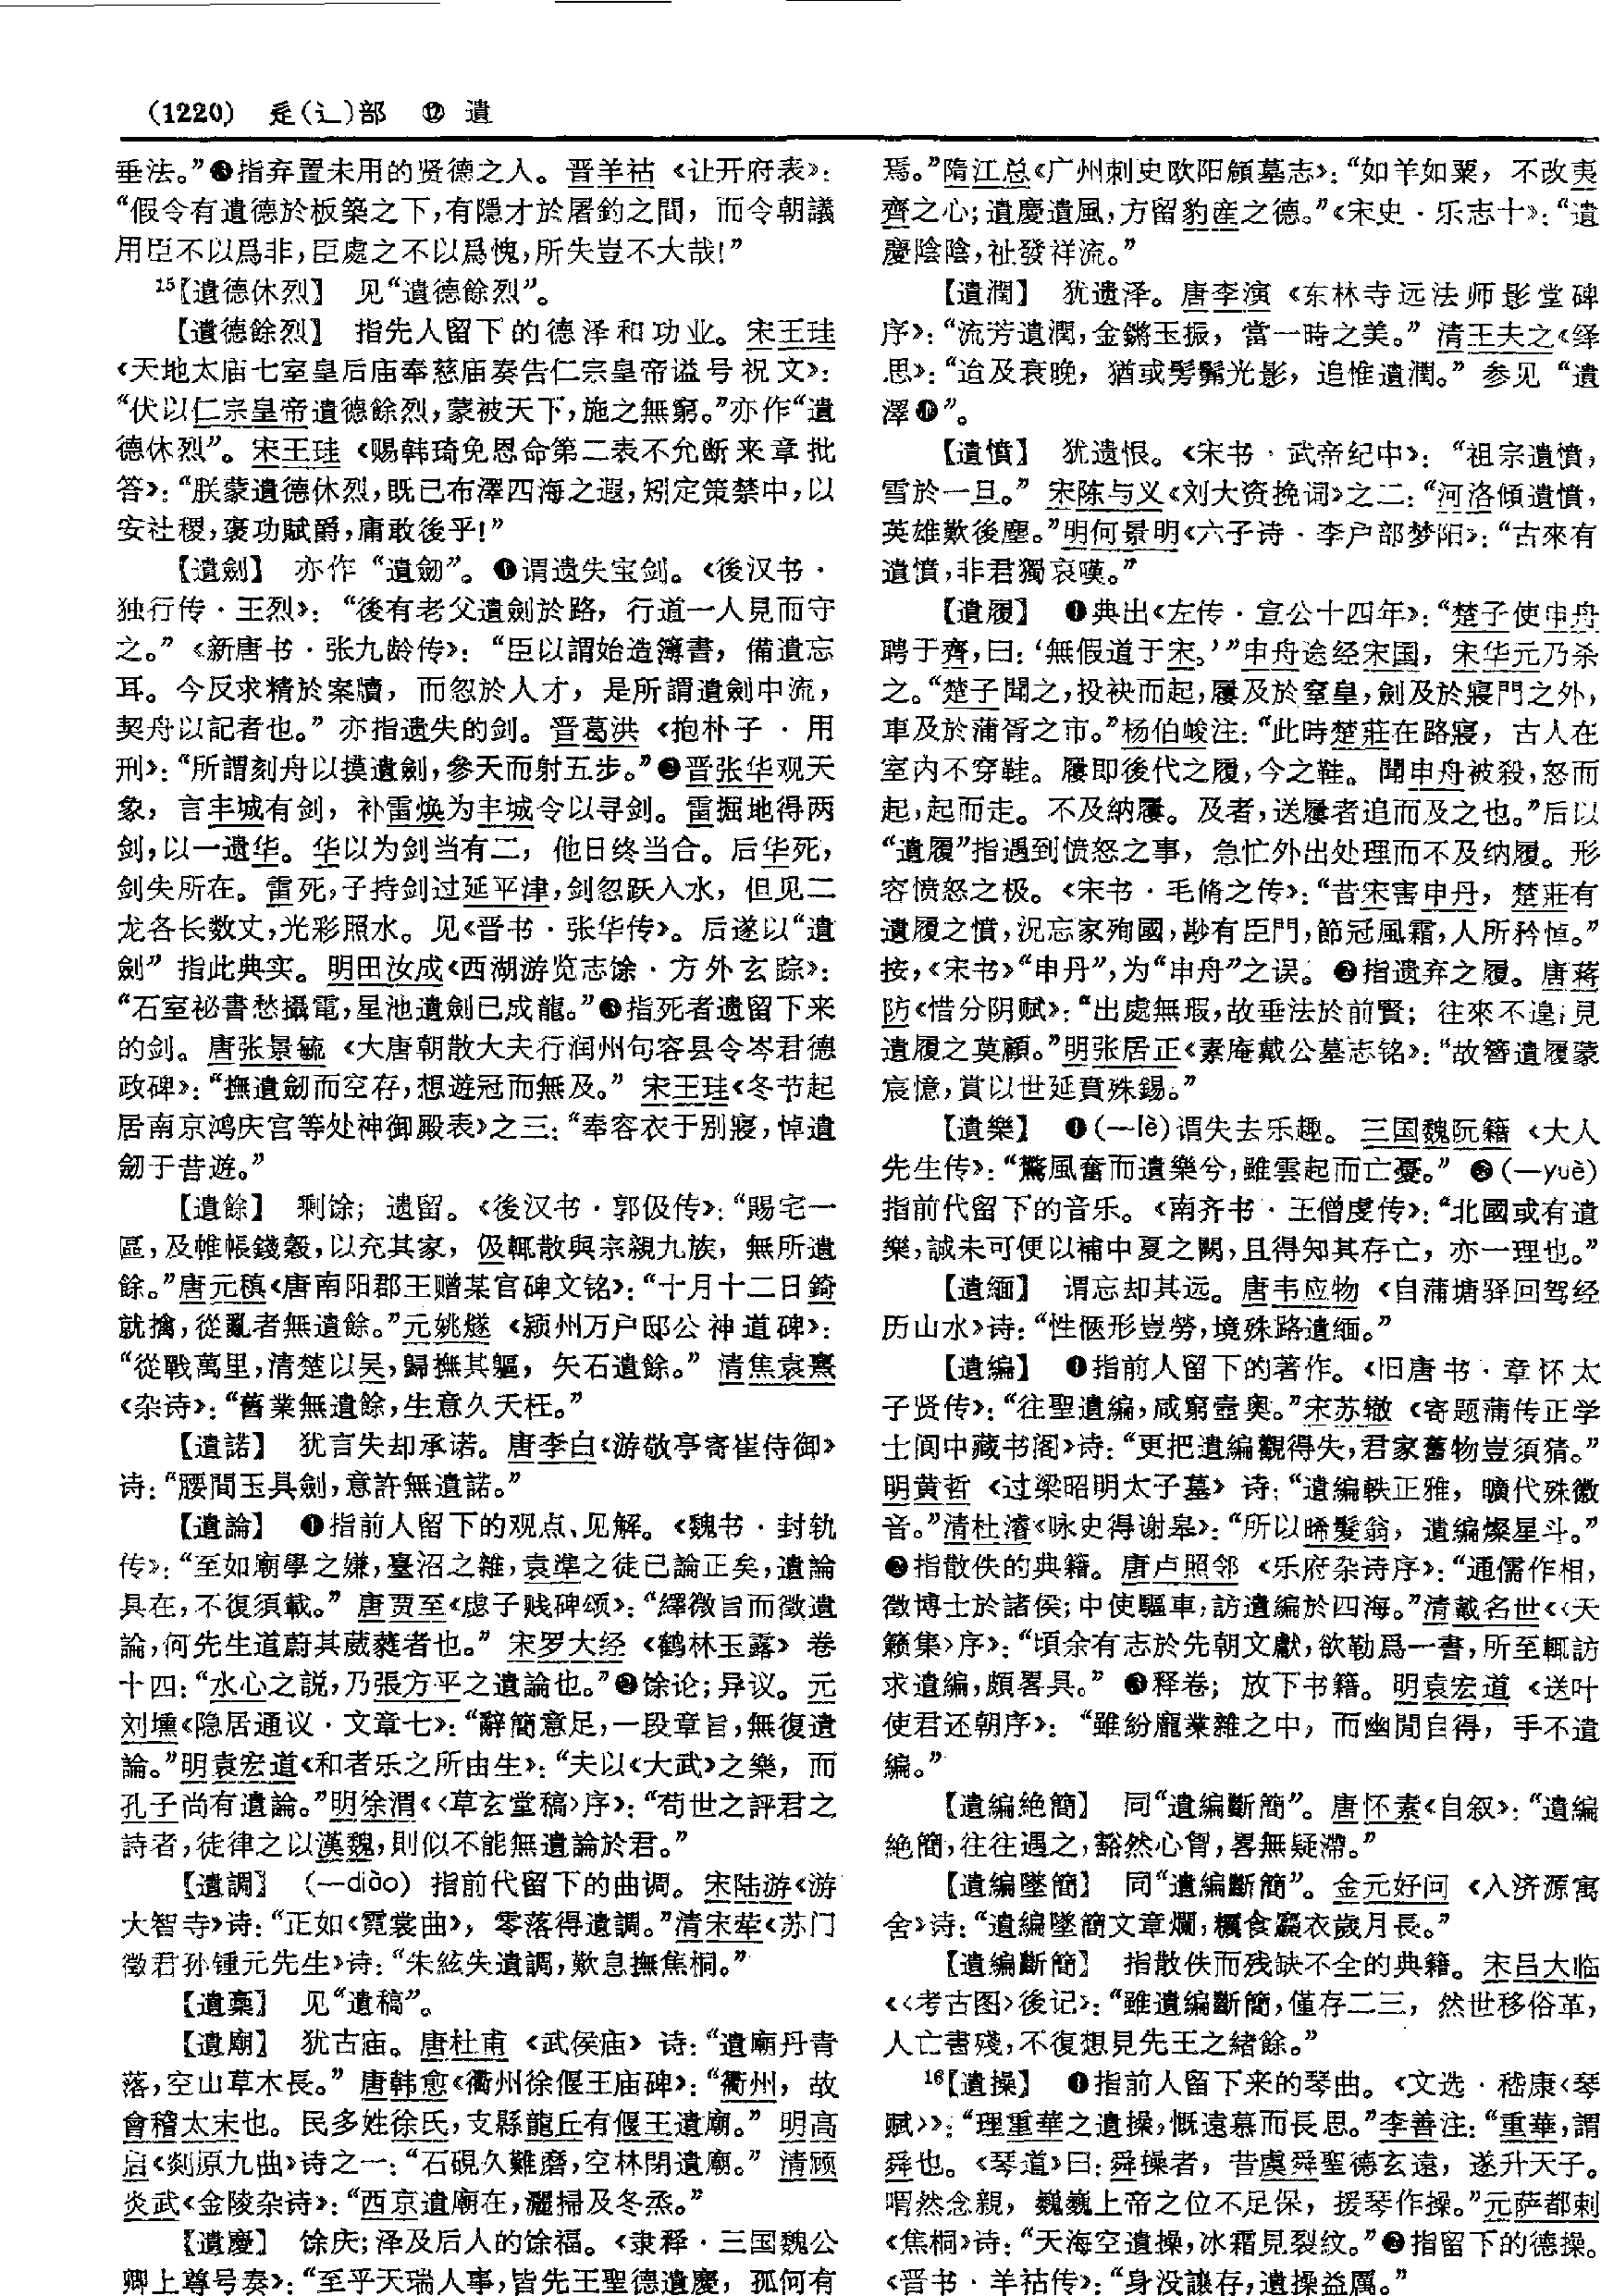 (1220) 辵(辶)部 ⑫ 遺
垂法。”❸指弃置未用的贤德之人。晋羊祜《让开府表》:
“假令有遺德於板築之下,有隱才於屠釣之間，而令朝議
用臣不以爲非,臣處之不以爲愧,所失豈不大哉!”
15【遺德休烈】 见“遺德餘烈”。
【遺德餘烈】 指先人留下的德泽和功业。宋王珪
《天地太庙七室皇后庙奉慈庙奏告仁宗皇帝谥号祝文》:
“伏以仁宗皇帝遺德餘烈,蒙被天下,施之無窮。”亦作“遺
德休烈”。宋王珪《赐韩琦免恩命第二表不允断来章批
答》:“朕蒙遺德休烈,既已布澤四海之遐,矧定策禁中,以
安社稷,褒功賦爵,庸敢後乎!”
【遺劍】 亦作“遺劒”。❶谓遗失宝剑。《後汉书·
独行传·王烈》:“後有老父遺劍於路，行道一人見而守
之。”《新唐书·张九龄传》:“臣以謂始造簿書，備遺忘
耳。今反求精於案牘，而忽於人才，是所謂遺劍中流，
契舟以記者也。”亦指遗失的剑。晋葛洪《抱朴子·用
刑》:“所謂刻舟以摸遺劍,參天而射五步。”❷晋张华观天
象，言丰城有剑，补雷焕为丰城令以寻剑。雷掘地得两
剑,以一遗华。华以为剑当有二，他日终当合。后华死，
剑失所在。雷死,子持剑过延平津,剑忽跃入水，但见二
龙各长数丈,光彩照水。见《晋书·张华传》。后遂以“遺
劍”指此典实。明田汝成《西湖游览志馀·方外玄踪》:
“石室祕書愁攝電,星池遺劍已成龍。”❸指死者遗留下来
的剑。唐张景毓《大唐朝散大夫行润州句容县令岑君德
政碑》:“撫遺劒而空存,想遊冠而無及。”宋王珪《冬节起
居南京鸿庆宫等处神御殿表》之三:“奉容衣于别寢,悼遺
劒于昔遊。”
【遺餘】 剩馀；遗留。《後汉书·郭伋传》:“賜宅一
區,及帷帳錢穀,以充其家，伋輒散與宗親九族，無所遺
餘。”唐元稹《唐南阳郡王赠某官碑文铭》:“十月十二日錡
就擒,從亂者無遺餘。”元姚燧《颍州万户邸公神道碑》:
“從戰萬里,清楚以吴,歸撫其軀，矢石遺餘。”清焦袁熹
《杂诗》:“舊業無遺餘,生意久夭枉。”
【遺諾】 犹言失却承诺。唐李白《游敬亭寄崔侍御》
诗:“腰間玉具劍,意許無遺諾。”
【遺論】 ❶指前人留下的观点、见解。《魏书·封轨
传》:“至如廟學之嫌,臺沼之雜,袁準之徒已論正矣,遺論
具在,不復須載。”唐贾至《虙子贱碑颂》:“繹微旨而徵遺
論,何先生道蔚其葳蕤者也。”宋罗大经《鹤林玉露》卷
十四:“水心之説,乃張方平之遺論也。”❷馀论；异议。元
刘壎《隐居通议·文章七》:“辭簡意足,一段章旨,無復遺
論。”明袁宏道《和者乐之所由生》:“夫以《大武》之樂，而
孔子尚有遺論。”明徐渭《〈草玄堂稿〉序》:“苟世之評君之
詩者,徒律之以漢魏,則似不能無遺論於君。”
【遺調】 (—diào) 指前代留下的曲调。宋陆游《游
大智寺》诗:“正如《霓裳曲》，零落得遺調。”清宋荦《苏门
徵君孙锺元先生》诗:“朱絃失遺調,歎息撫焦桐。”
【遺稾】 见“遺稿”。
【遺廟】 犹古庙。唐杜甫《武侯庙》诗:“遺廟丹青
落,空山草木長。”唐韩愈《衢州徐偃王庙碑》:“衢州，故
會稽太末也。民多姓徐氏,支縣龍丘有偃王遺廟。”明高
启《剡原九曲》诗之一:“石硯久難磨,空林閉遺廟。”清顾
炎武《金陵杂诗》:“西京遺廟在,灑掃及冬烝。”
【遺慶】 馀庆；泽及后人的馀福。《隶释·三国魏公
卿上尊号奏》:“至乎天瑞人事,皆先王聖德遺慶，孤何有
焉。”隋江总《广州刺史欧阳頠墓志》:“如羊如粟，不改夷
齊之心;遺慶遺風,方留豹産之德。”《宋史·乐志十》:“遺
慶陰陰,祉發祥流。”
【遺潤】 犹遗泽。唐李演《东林寺远法师影堂碑
序》:“流芳遺潤,金鏘玉振，當一時之美。”清王夫之《绎
思》:“迨及衰晚，猶或髣髴光影，追惟遺潤。”参见“遺
澤❶”。
【遺憤】 犹遗恨。《宋书·武帝纪中》:“祖宗遺憤，
雪於一旦。”宋陈与义《刘大资挽词》之二:“河洛傾遺憤，
英雄歎後塵。”明何景明《六子诗·李户部梦阳》:“古來有
遺憤,非君獨哀嘆。”
【遺履】 ❶典出《左传·宣公十四年》:“楚子使申舟
聘于齊,曰:‘無假道于宋。’”申舟途经宋国，宋华元乃杀
之。“楚子聞之,投袂而起,屨及於窒皇,劍及於寢門之外,
車及於蒲胥之市。”杨伯峻注:“此時楚莊在路寢，古人在
室内不穿鞋。屨即後代之履,今之鞋。聞申舟被殺,怒而
起,起而走。不及納屨。及者,送屨者追而及之也。”后以
“遺履”指遇到愤怒之事，急忙外出处理而不及纳履。形
容愤怒之极。《宋书·毛脩之传》:“昔宋害申丹，楚莊有
遺履之憤,況忘家殉國,尠有臣門,節冠風霜,人所矜悼。”
按,《宋书》“申丹”,为“申舟”之误。❷指遗弃之履。唐蒋
防《惜分阴赋》:“出處無瑕,故垂法於前賢；往來不遑;見
遺履之莫顧。”明张居正《素庵戴公墓志铭》:“故簪遺履蒙
宸憶,賞以世延賁殊錫。”
【遺樂】 ❶(—lè)谓失去乐趣。三国魏阮籍《大人
先生传》:“驚風奮而遺樂兮,雖雲起而亡憂。”❷(—yuè)
指前代留下的音乐。《南齐书·王僧虔传》:“北國或有遺
樂,誠未可便以補中夏之闕,且得知其存亡，亦一理也。”
【遺緬】 谓忘却其远。唐韦应物《自蒲塘驿回驾经
历山水》诗:“性愜形豈勞,境殊路遺緬。”
【遺編】 ❶指前人留下的著作。《旧唐书·章怀太
子贤传》:“往聖遺編,咸窮壼奥。”宋苏辙《寄题蒲传正学
士阆中藏书阁》诗:“更把遺編觀得失,君家舊物豈須猜。”
明黄哲《过梁昭明太子墓》诗:“遺編軼正雅，曠代殊徽
音。”清杜濬《咏史得谢皋》:“所以晞髮翁，遺編燦星斗。”
❷指散佚的典籍。唐卢照邻《乐府杂诗序》:“通儒作相，
徵博士於諸侯;中使驅車,訪遺編於四海。”清戴名世《〈天
籁集〉序》:“頃余有志於先朝文獻,欲勒爲一書,所至輒訪
求遺編,頗畧具。”❸释卷；放下书籍。明袁宏道《送叶
使君还朝序》:“雖紛龐業雜之中，而幽閒自得，手不遺
編。”
【遺編絶簡】 同“遺編斷簡”。唐怀素《自叙》:“遺編
絶簡,往往遇之,豁然心胷,畧無疑滯。”
【遺編墜簡】 同“遺編斷簡”。金元好问《入济源寓
舍》诗:“遺編墜簡文章爛,糲食麤衣歲月長。”
【遺編斷簡】 指散佚而残缺不全的典籍。宋吕大临
《〈考古图〉後记》:“雖遺編斷簡,僅存二三，然世移俗革，
人亡書殘,不復想見先王之緒餘。”
16【遺操】 ❶指前人留下来的琴曲。《文选·嵇康〈琴
赋〉》:“理重華之遺操,慨遠慕而長思。”李善注:“重華,謂
舜也。《琴道》曰:舜操者，昔虞舜聖德玄遠，遂升天子。
喟然念親，巍巍上帝之位不足保，援琴作操。”元萨都剌
《焦桐》诗:“天海空遺操,冰霜見裂紋。”❷指留下的德操。
《晋书·羊祜传》:“身没讓存,遺操益厲。”